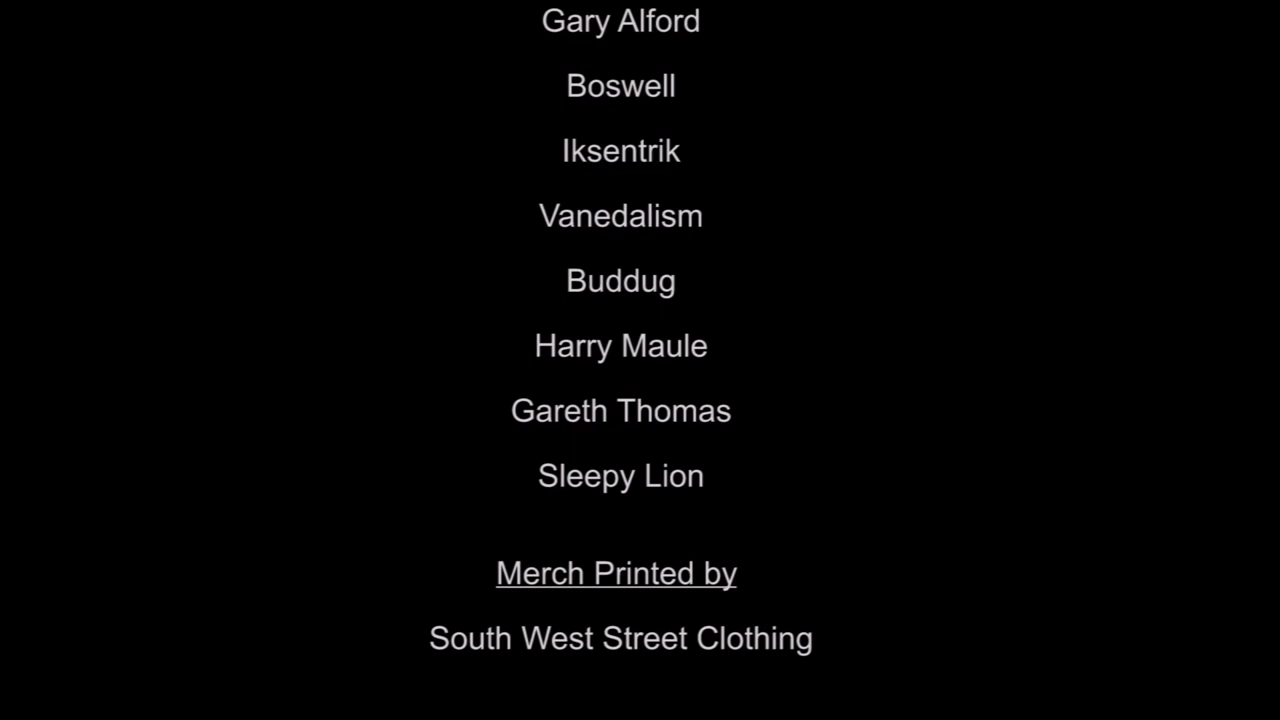 Gary Alford
Boswell
Iksentrik
Vanedalism
Buddug
Harry Maule
Gareth Thomas
Sleepy Lion
Merch Printed by
South West Street Clothing